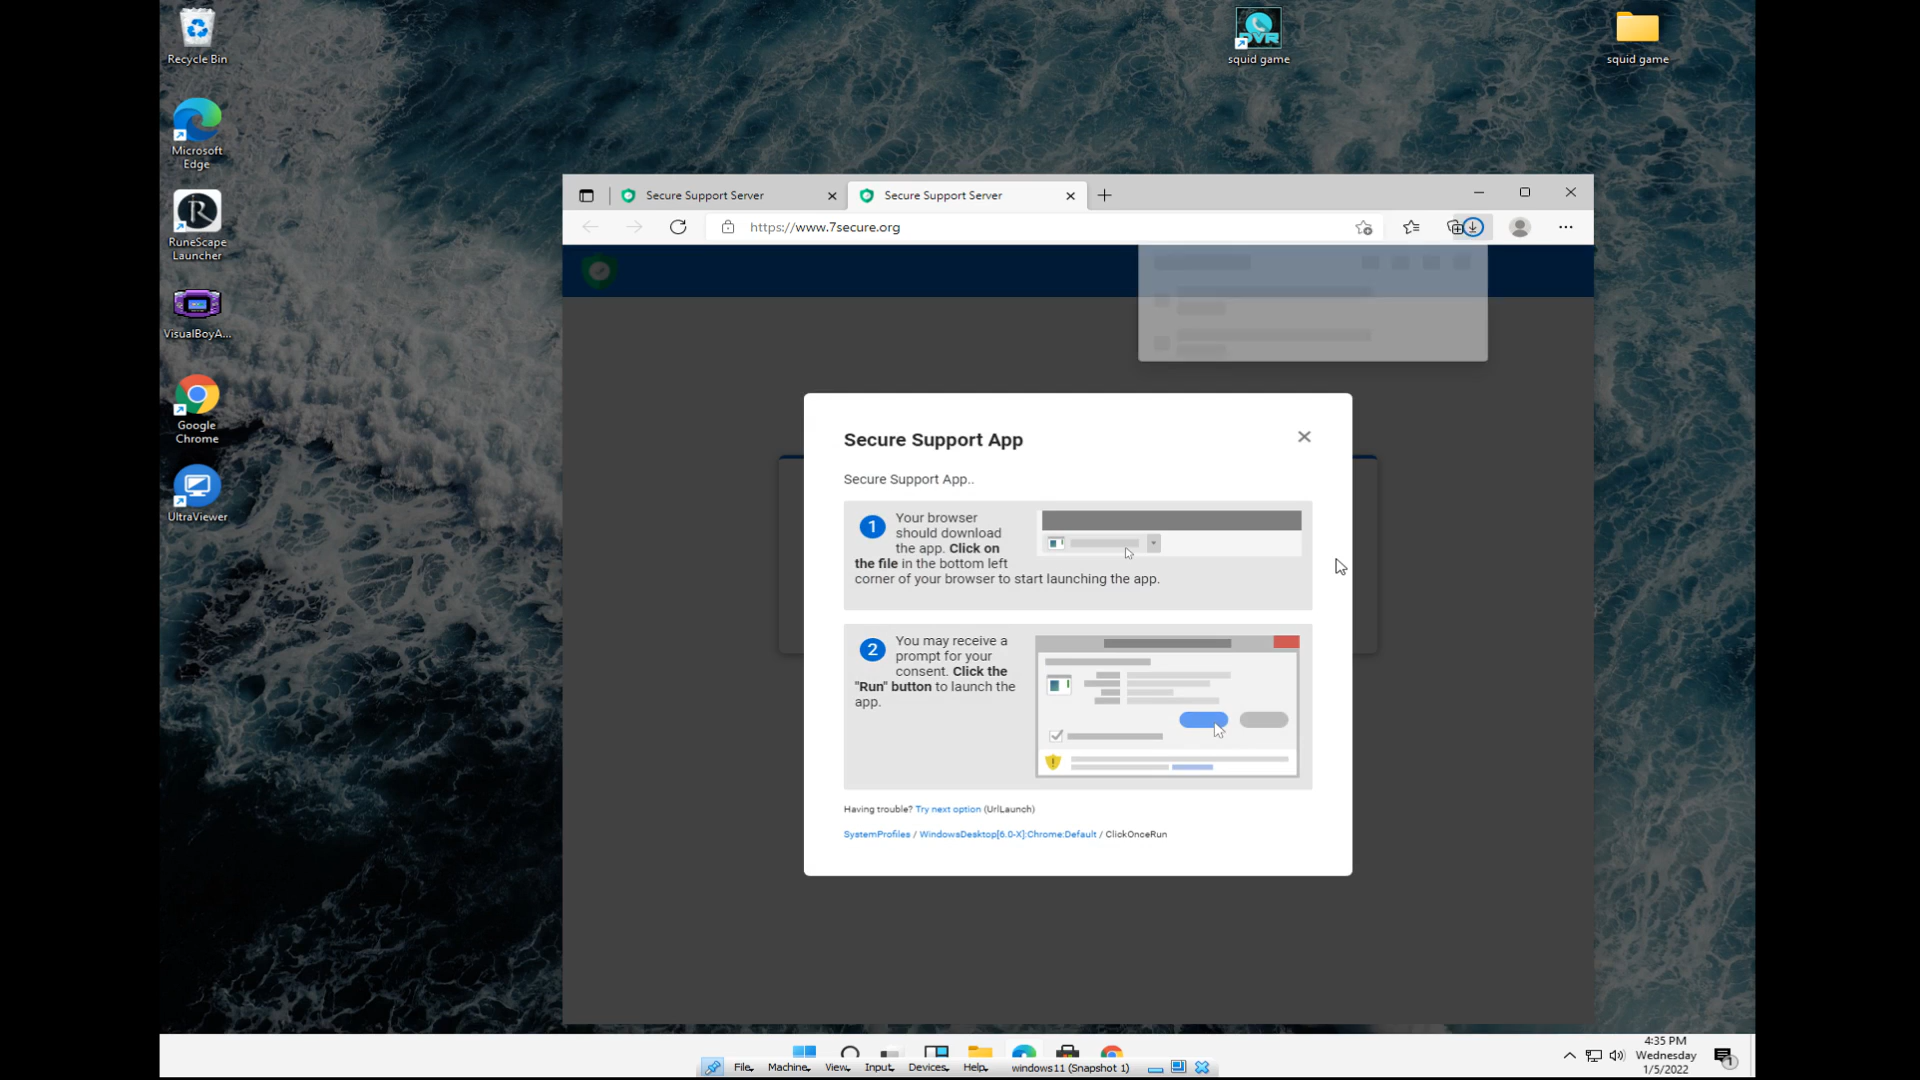 Recycle Bin
squid game
squid game
DVR
Microsoft
Edge
RuneScape
Launcher
VisualBoyA...
Google
Chrome
UltraViewer
Secure Support Server
Secure Support Server
https://www.7secure.org
Secure Support App
Secure Support App..
1
Your browser
should download
the app. Click on
the file in the bottom left
corner of your browser to start launching the app.
2
You may receive a
prompt for your
consent. Click the
"Run" button to launch the
app.
Having trouble? Try next option (UrlLaunch)
SystemProfiles / WindowsDesktop[6.0-X]:Chrome:Default / ClickOnceRun
File
Machine
View
Input
Devices
Help
windows11 (Snapshot 1)
4:35 PM
Wednesday
1/5/2022
1